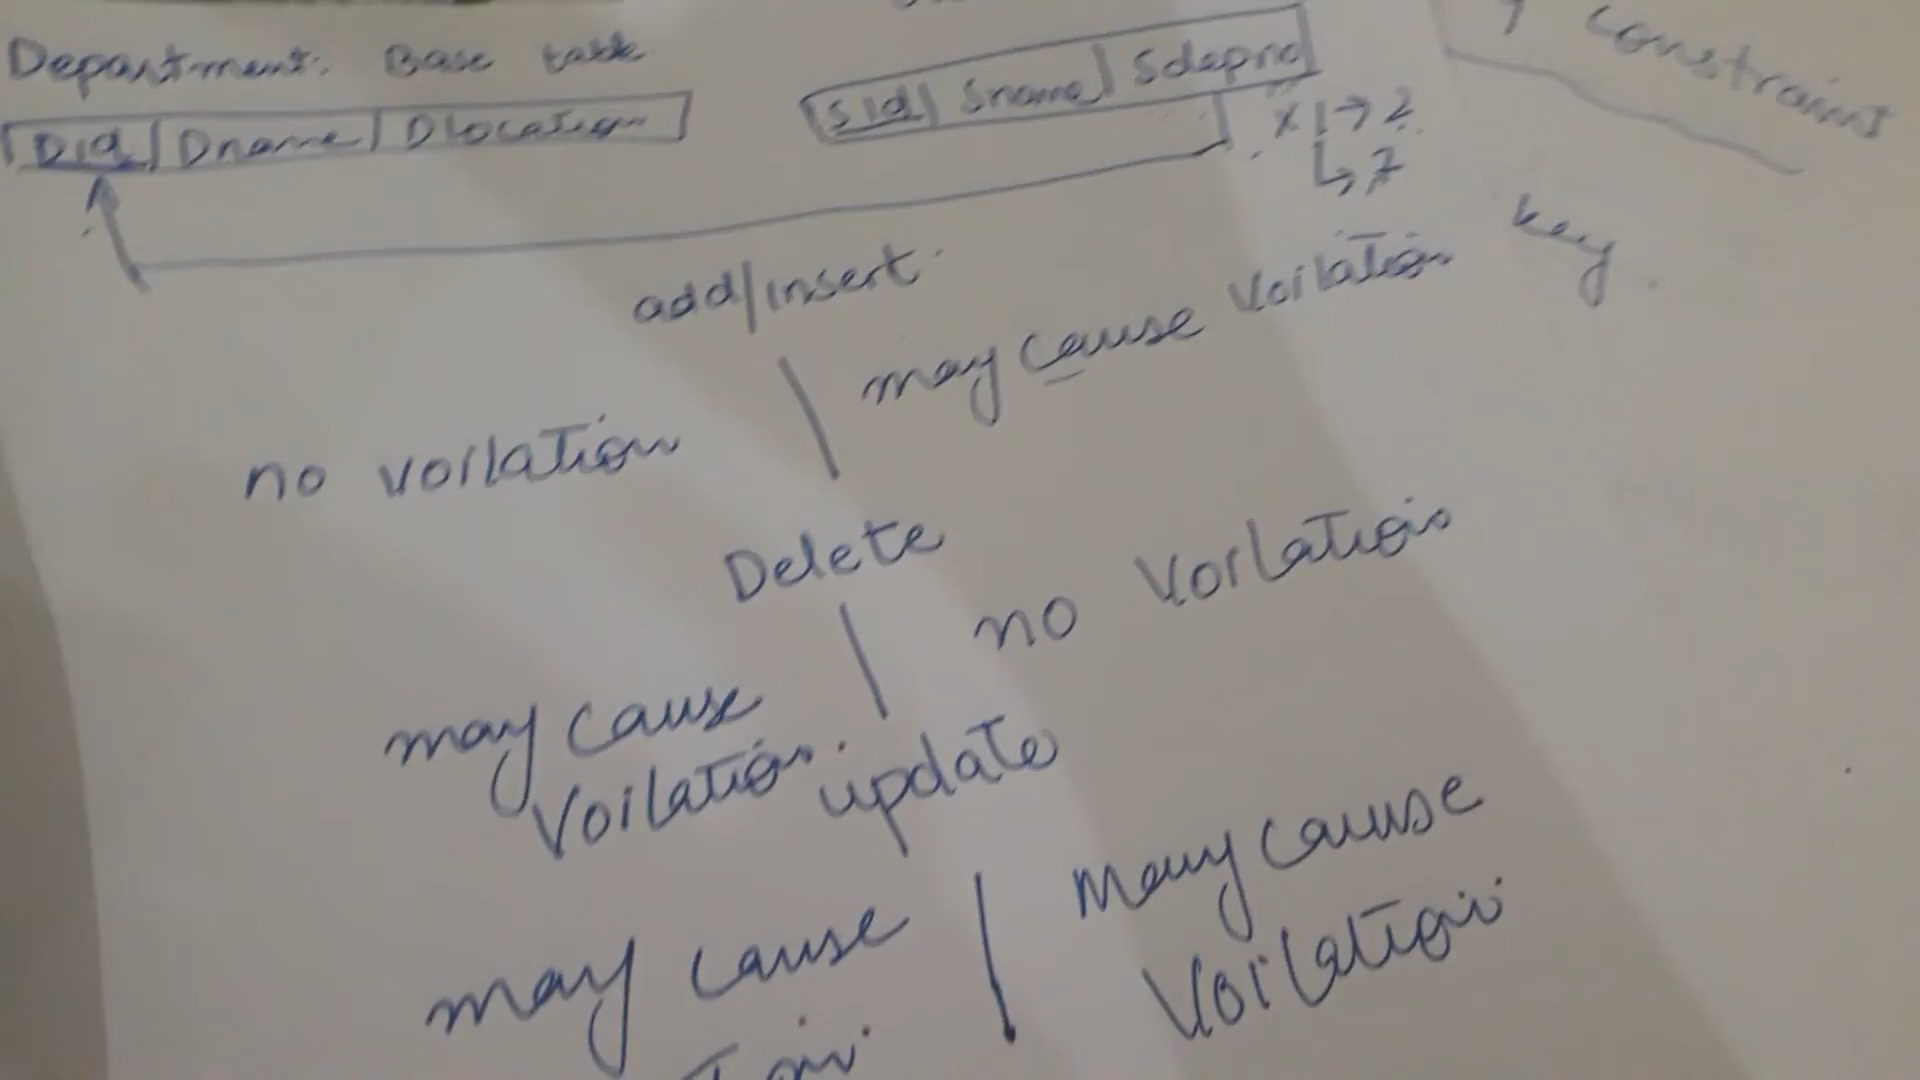 Department. Base table
Did Dname Dlocation
Sid Sname Sdepno
x 1→2
↳7
constraint
key.
add/insert
no voilation | may cause Voilation
Delete
may cause Voilation. | no Voilation
update
may cause | May cause Voilation